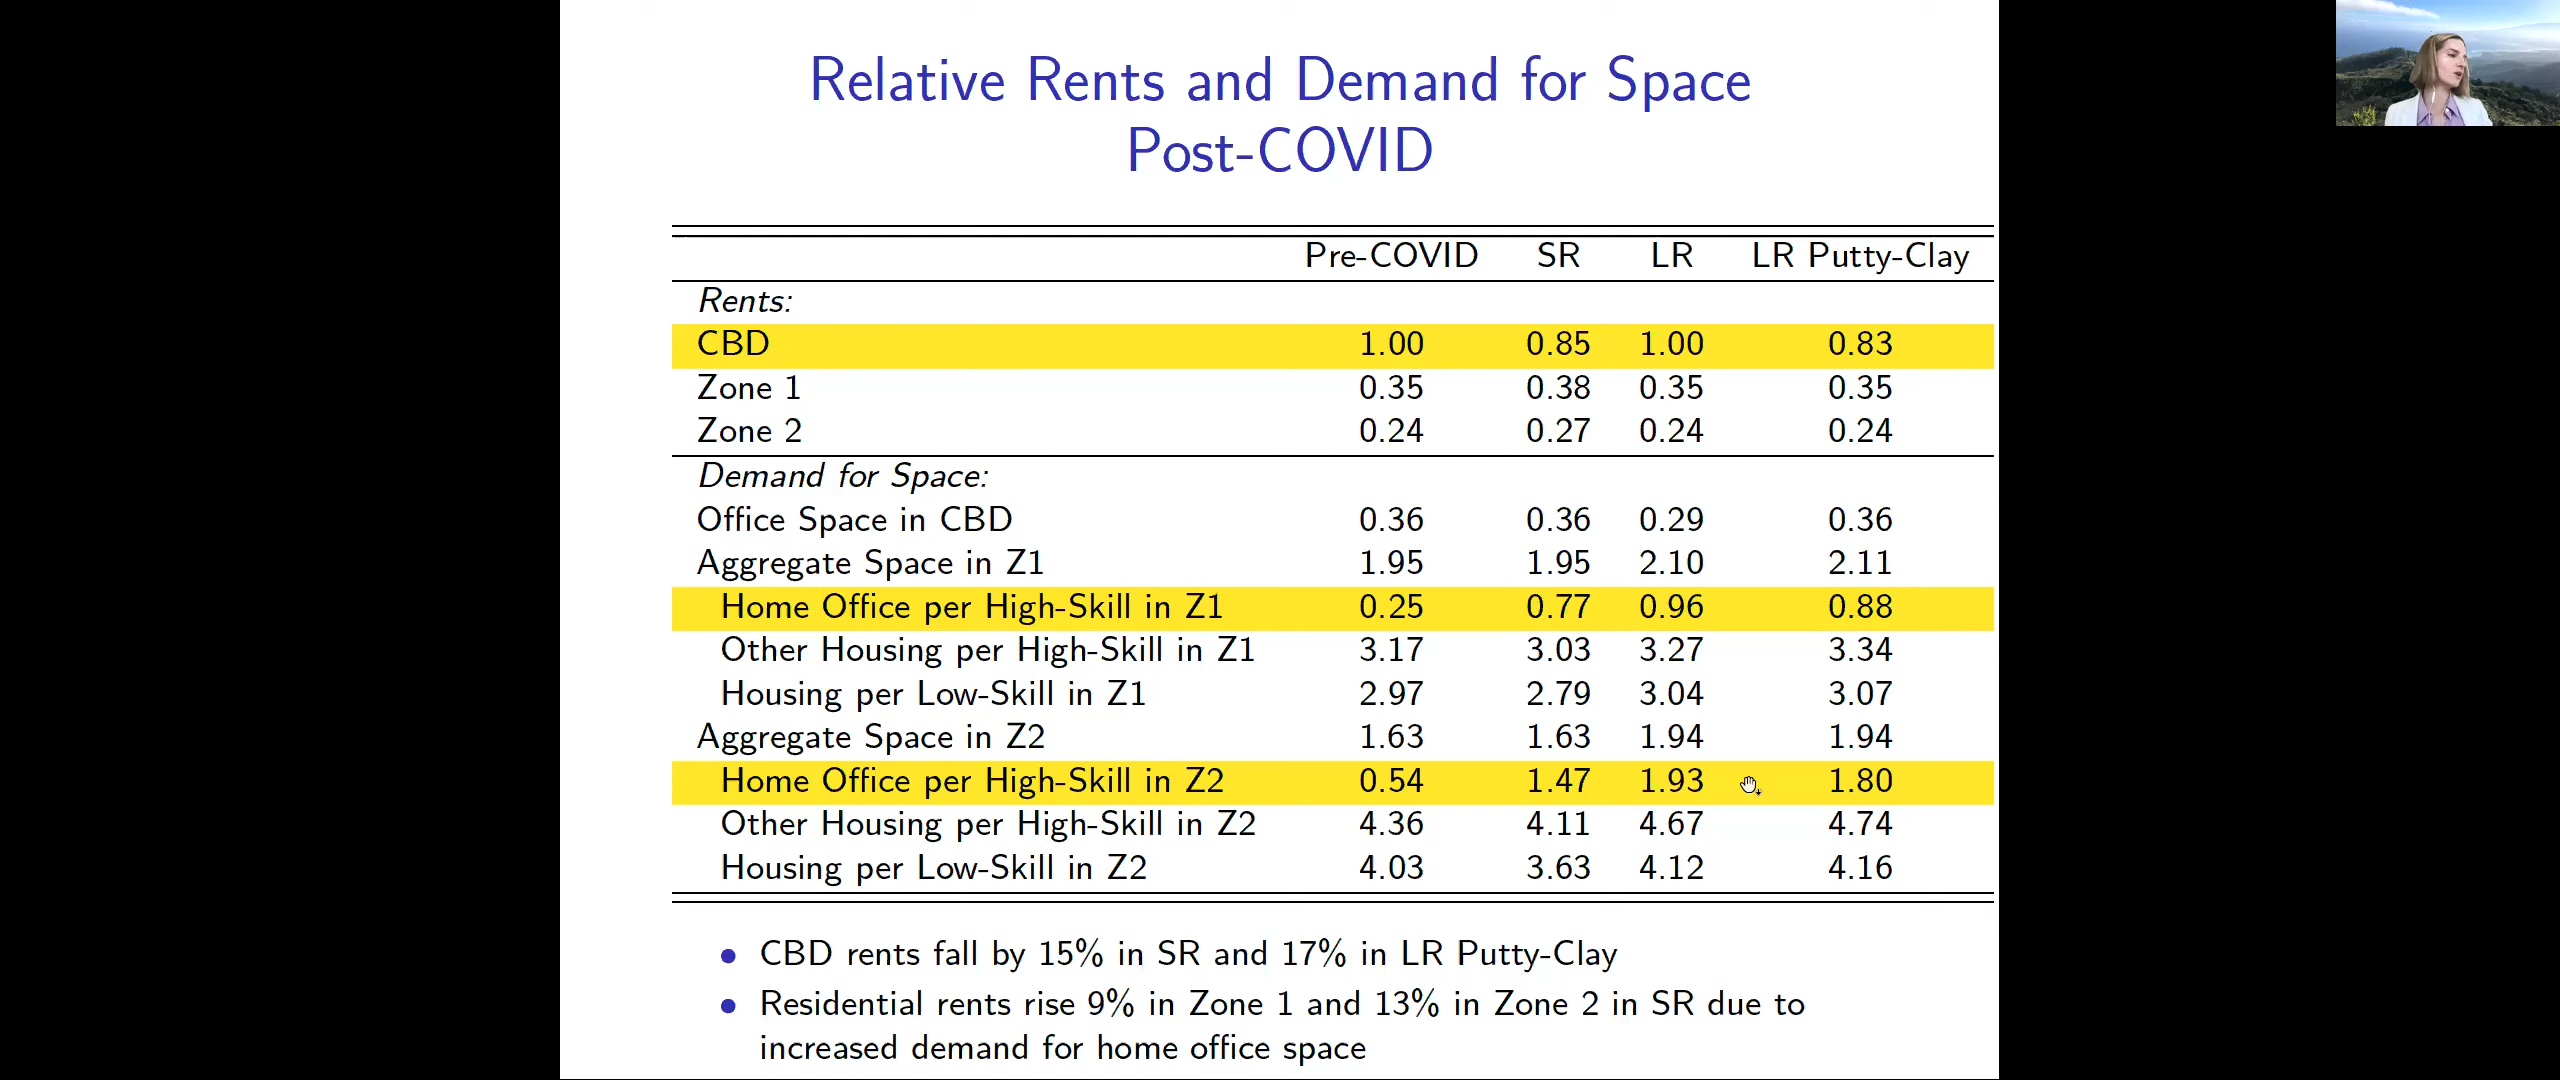 Relative Rents and Demand for Space
Post-COVID
Pre-COVID SR LR LR Putty-Clay
Rents:
CBD 1.00 0.85 1.00 0.83
Zone 1 0.35 0.38 0.35 0.35
Zone 2 0.24 0.27 0.24 0.24
Demand for Space:
Office Space in CBD 0.36 0.36 0.29 0.36
Aggregate Space in Z1 1.95 1.95 2.10 2.11
Home Office per High-Skill in Z1 0.25 0.77 0.96 0.88
Other Housing per High-Skill in Z1 3.17 3.03 3.27 3.34
Housing per Low-Skill in Z1 2.97 2.79 3.04 3.07
Aggregate Space in Z2 1.63 1.63 1.94 1.94
Home Office per High-Skill in Z2 0.54 1.47 1.93 1.80
Other Housing per High-Skill in Z2 4.36 4.11 4.67 4.74
Housing per Low-Skill in Z2 4.03 3.63 4.12 4.16
• CBD rents fall by 15% in SR and 17% in LR Putty-Clay
• Residential rents rise 9% in Zone 1 and 13% in Zone 2 in SR due to
increased demand for home office space